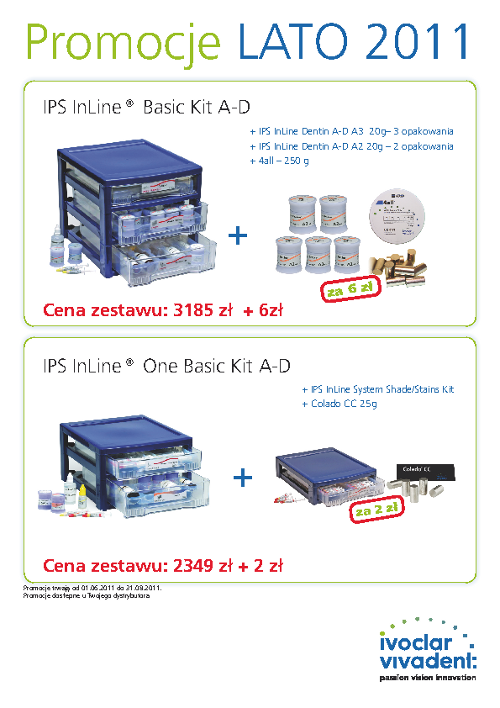 Promocje LATO 2011
IPS InLine® Basic Kit A-D
+ IPS InLine Dentin A-D A3 20g– 3 opakowania
+ IPS InLine Dentin A-D A2 20g – 2 opakowania
+ 4all – 250 g
+
za 6 zł
Cena zestawu: 3185 zł + 6zł
IPS InLine® One Basic Kit A-D
+ IPS InLine System Shade/Stains Kit
+ Colado CC 25g
+
Colado CC
za 2 zł
Cena zestawu: 2349 zł + 2 zł
Promocje trwają od 01.06.2011 do 31.08.2011.
Promocje dostępne u Twojego dystrybutora
ivoclar
vivadent:
passion vision innovation